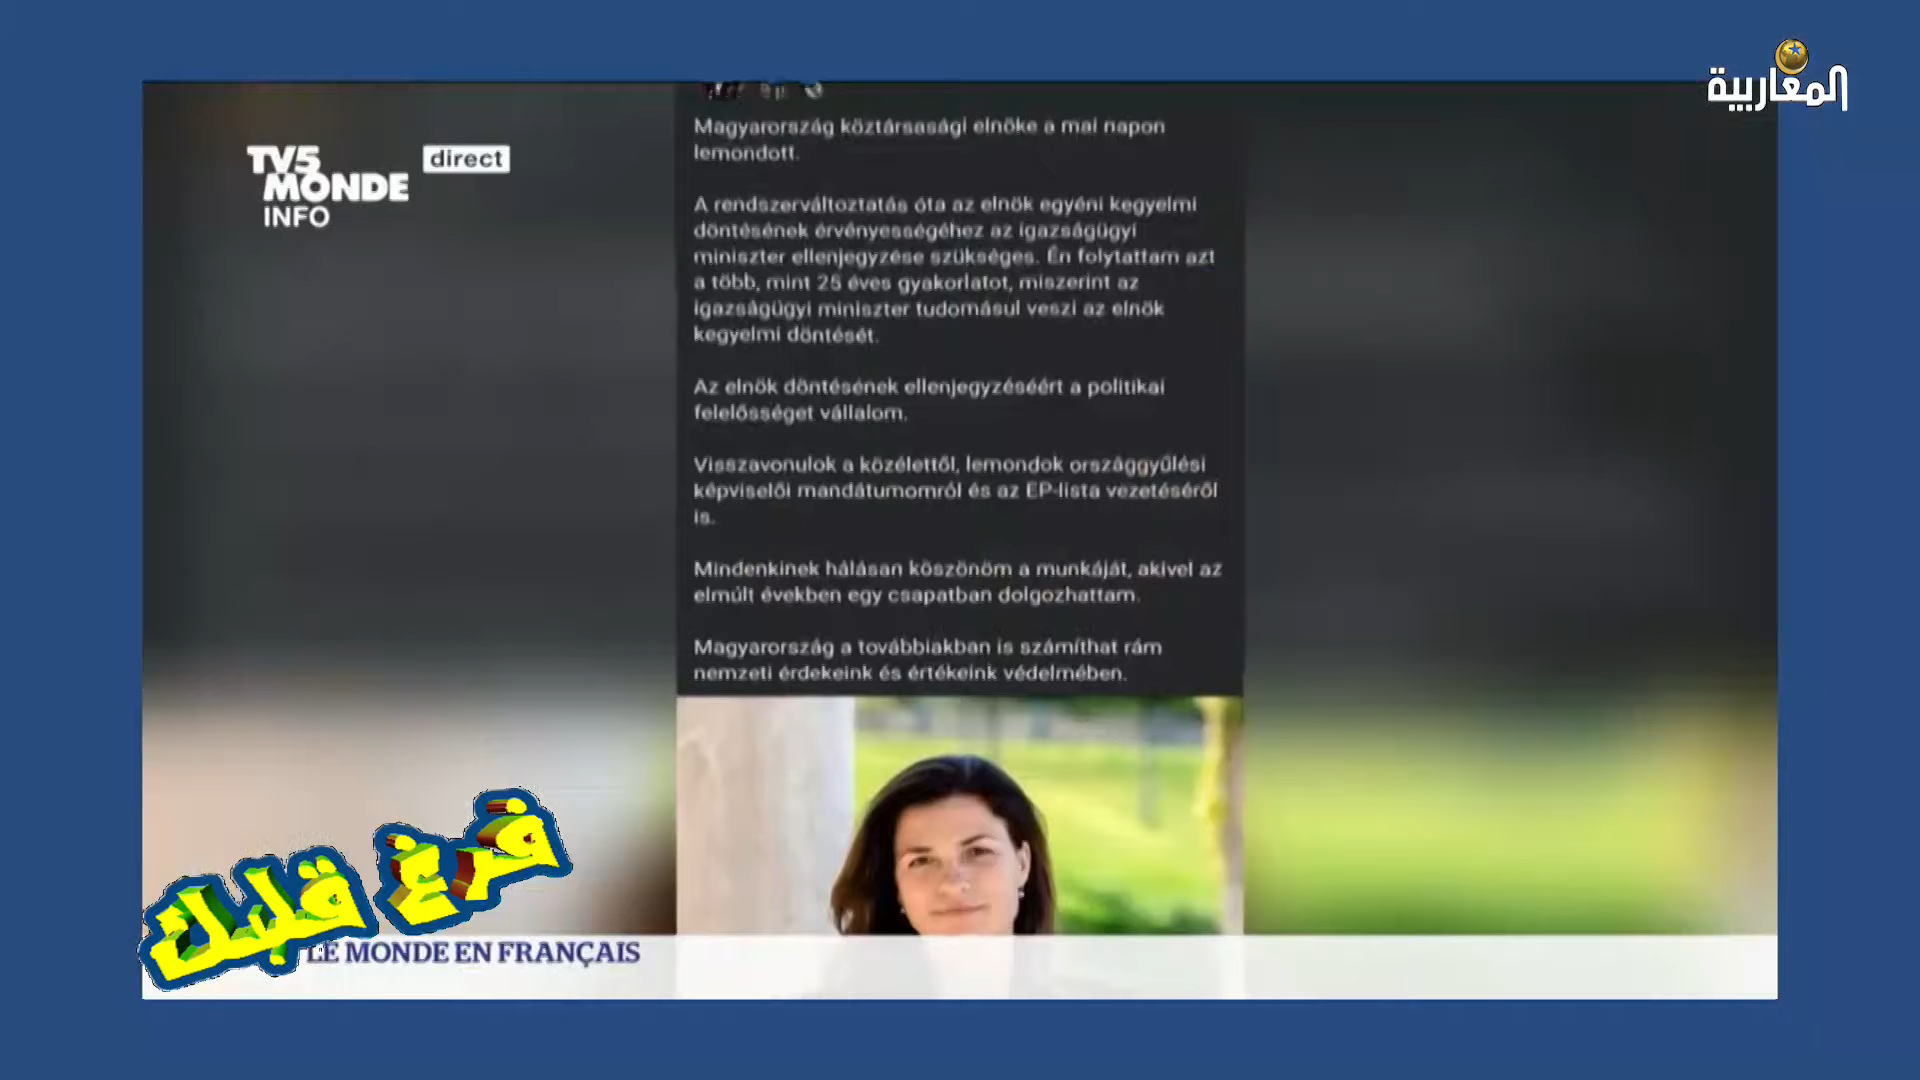 المغاربية
TV5
MONDE
INFO
direct
Magyarország köztársasági elnöke a mai napon
lemondott.
A rendszerváltoztatás óta az elnök egyéni kegyelmi
döntésének érvényességéhez az igazságügyi
miniszter ellenjegyzése szükséges. Én folytattam azt
a több, mint 25 éves gyakorlatot, miszerint az
igazságügyi miniszter tudomásul veszi az elnök
kegyelmi döntését.
Az elnök döntésének ellenjegyzéséért a politikai
felelősséget vállalom.
Visszavonulok a közélettől, lemondok országgyűlési
képviselői mandátumomról és az EP-lista vezetéséről
is.
Mindenkinek hálásan köszönöm a munkáját, akivel az
elmúlt években egy csapatban dolgozhattam.
Magyarország a továbbiakban is számíthat rám
nemzeti érdekeink és értékeink védelmében.
فرغ قلبك
LE MONDE EN FRANÇAIS